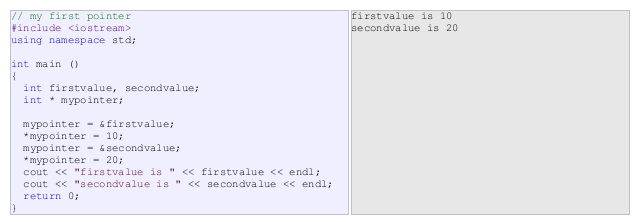 // my first pointer
#include <iostream>
using namespace std;
int main ()
{
  int firstvalue, secondvalue;
  int * mypointer;
  mypointer = &firstvalue;
  *mypointer = 10;
  mypointer = &secondvalue;
  *mypointer = 20;
  cout << "firstvalue is " << firstvalue << endl;
  cout << "secondvalue is " << secondvalue << endl;
  return 0;
}
firstvalue is 10
secondvalue is 20